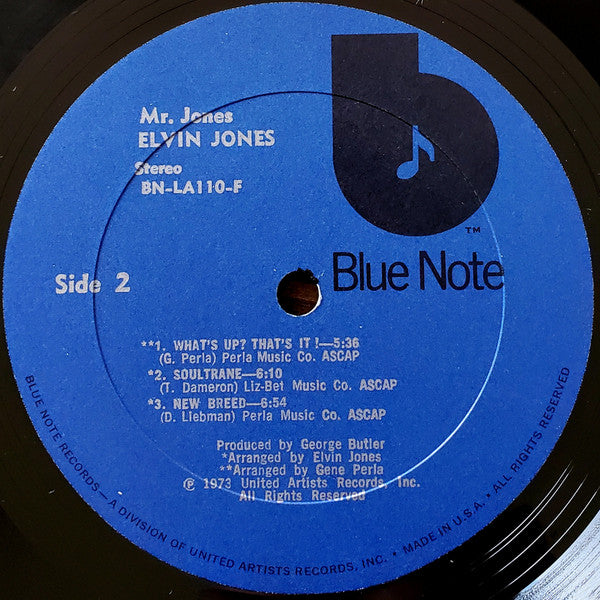 Mr. Jones
ELVIN JONES
Stereo
BN-LA110-F
b
TM
Blue Note
Side 2
**1. WHAT'S UP? THAT'S IT!—5:36
(G. Perla) Perla Music Co. ASCAP
*2. SOULTRANE—6:10
(T. Dameron) Liz-Bet Music Co. ASCAP
*3. NEW BREED—6:54
(D. Liebman) Perla Music Co. ASCAP
Produced by George Butler
*Arranged by Elvin Jones
**Arranged by Gene Perla
℗ 1973 United Artists Records, Inc.
All Rights Reserved
BLUE NOTE RECORDS—A DIVISION OF UNITED ARTISTS RECORDS, INC. • MADE IN U.S.A. • ALL RIGHTS RESERVED